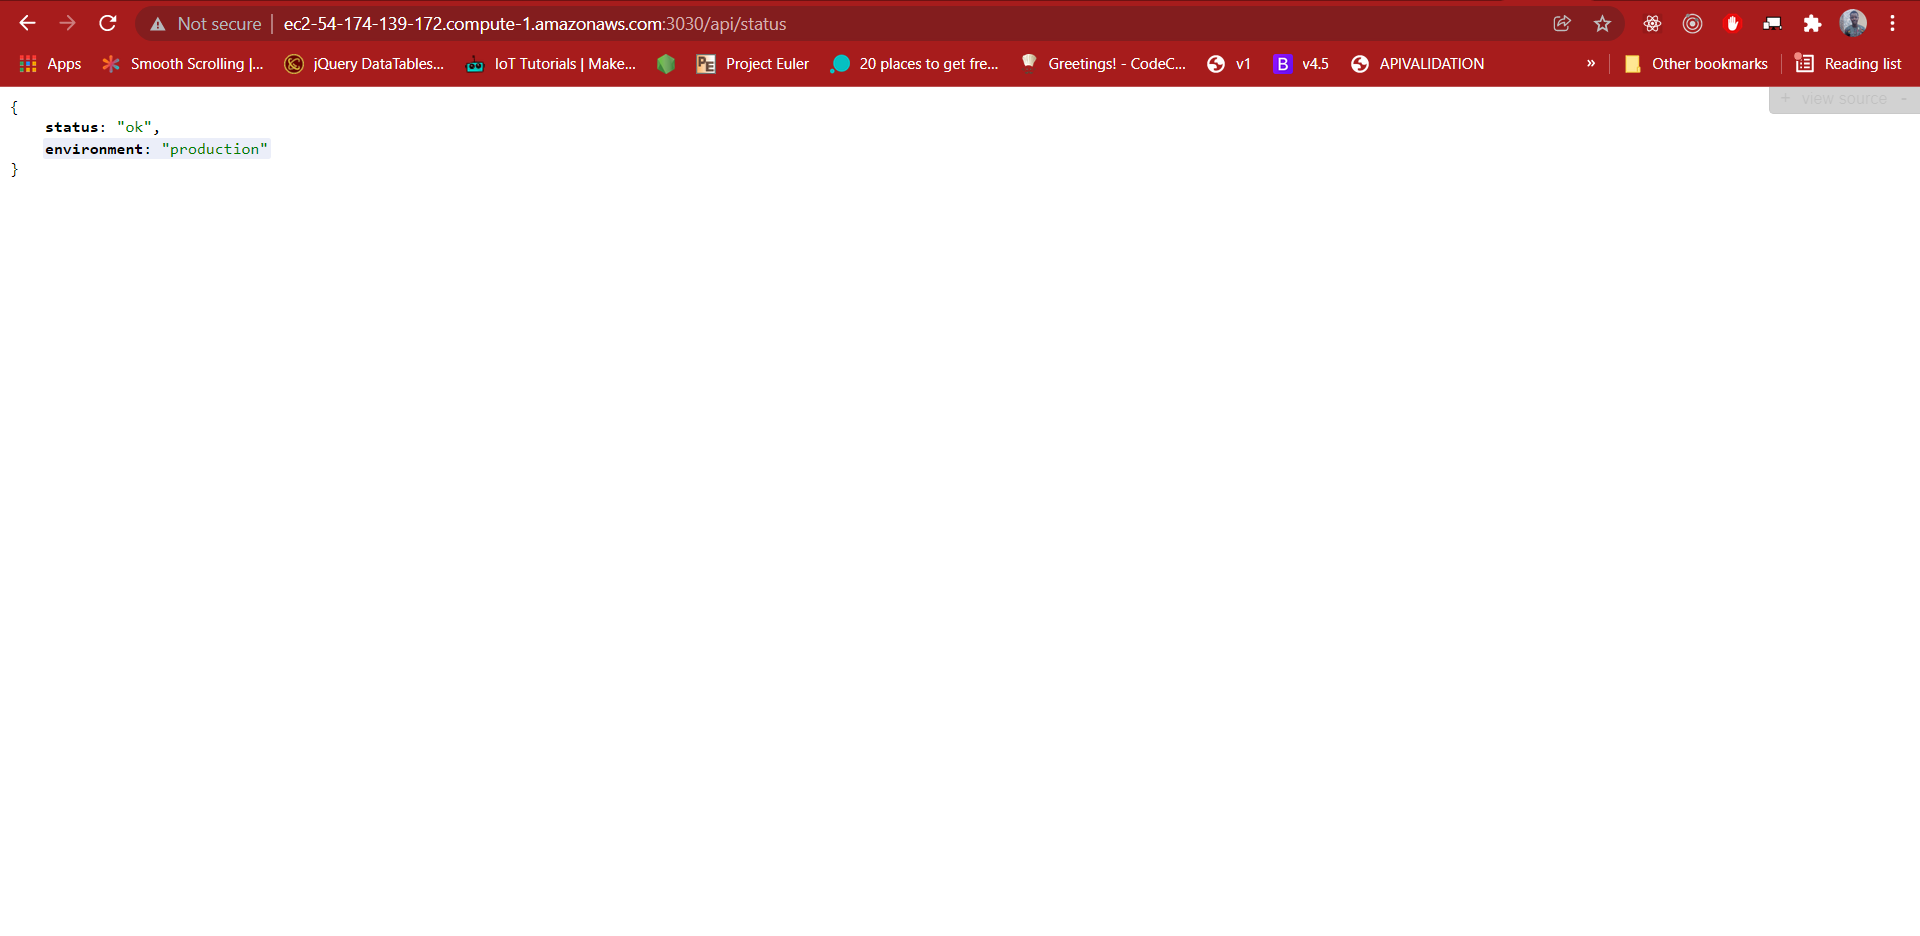 Not secure ec2-54-174-139-172.compute-1.amazonaws.com:3030/api/status
Apps Smooth Scrolling |... jQuery DataTables... IoT Tutorials | Make... PE Project Euler 20 places to get fre... Greetings! - CodeC... v1 B v4.5 APIVALIDATION » Other bookmarks Reading list
+ view source -
{
status: "ok",
environment: "production"
}